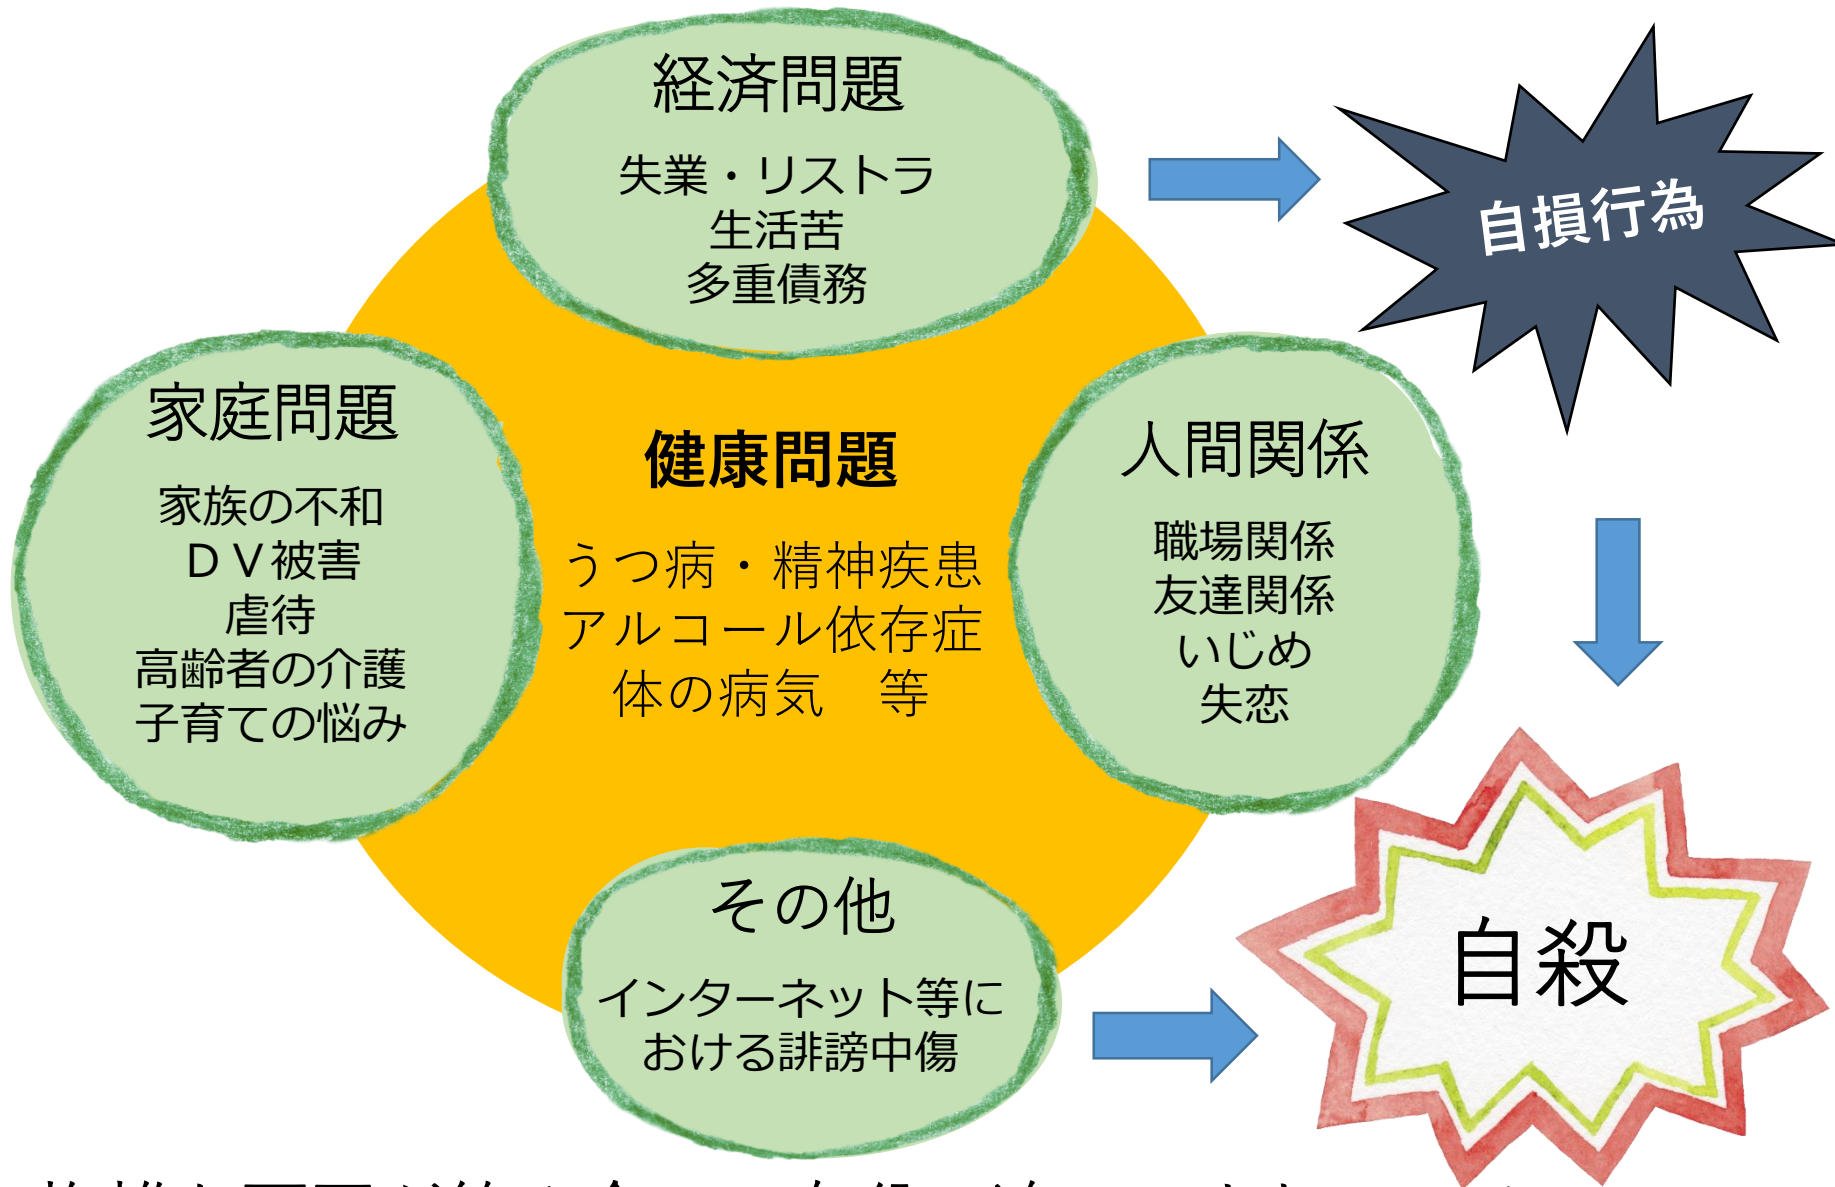 経済問題
失業・リストラ
生活苦
多重債務
自損行為
家庭問題
家族の不和
ＤＶ被害
虐待
高齢者の介護
子育ての悩み
健康問題
うつ病・精神疾患
アルコール依存症
体の病気　等
人間関係
職場関係
友達関係
いじめ
失恋
その他
インターネット等に
おける誹謗中傷
自殺